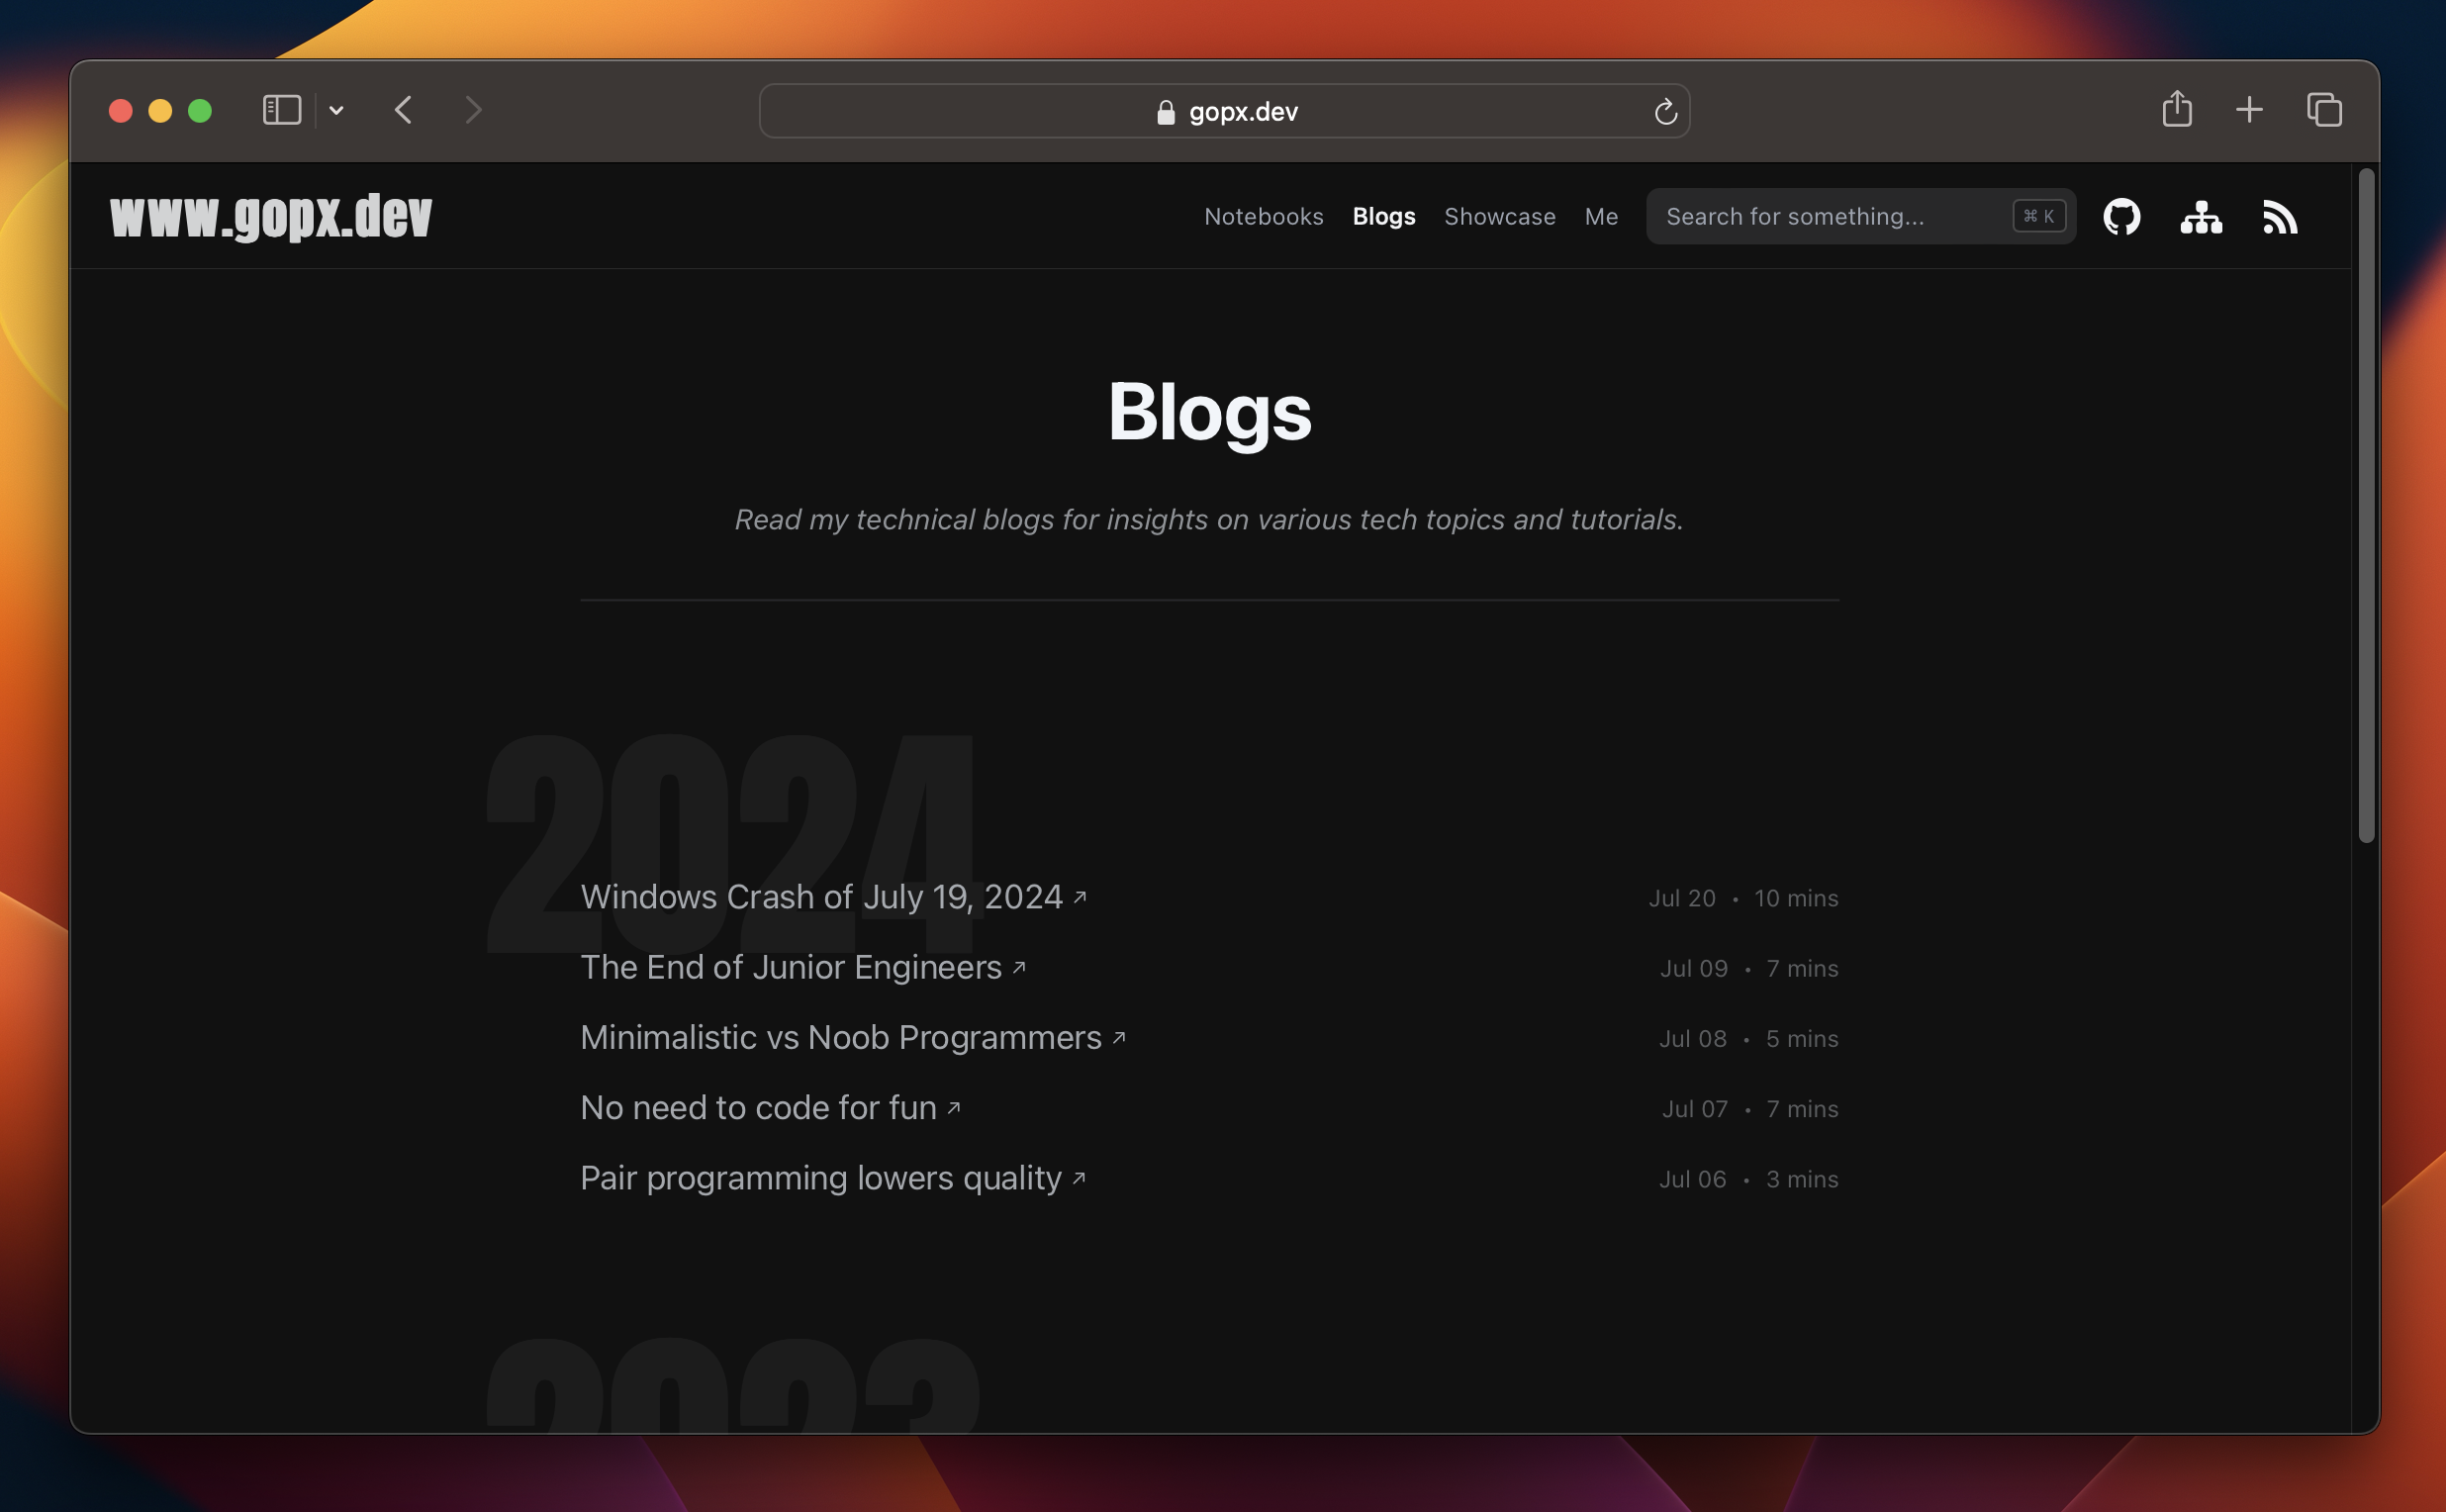 gopx.dev
www.gopx.dev
Notebooks Blogs Showcase Me Search for something... ⌘ K
Blogs
Read my technical blogs for insights on various tech topics and tutorials.
2024
Windows Crash of July 19, 2024 ↗ Jul 20 • 10 mins
The End of Junior Engineers ↗ Jul 09 • 7 mins
Minimalistic vs Noob Programmers ↗ Jul 08 • 5 mins
No need to code for fun ↗ Jul 07 • 7 mins
Pair programming lowers quality ↗ Jul 06 • 3 mins
2023